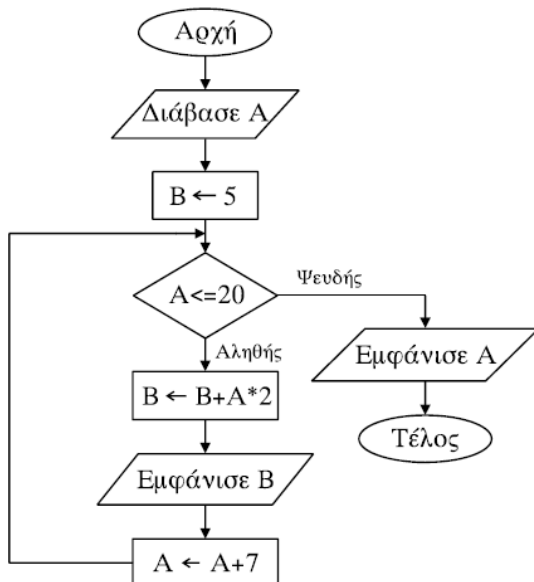 Αρχή
Διάβασε Α
Β ← 5
Α<=20
Ψευδής
Αληθής
Εμφάνισε Α
Β ← Β+Α*2
Τέλος
Εμφάνισε Β
Α ← Α+7